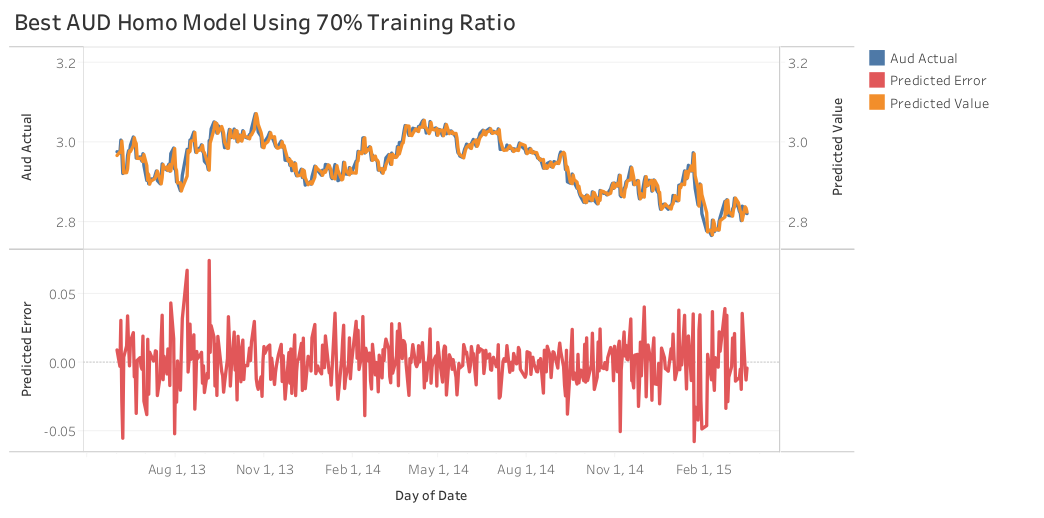 Best AUD Homo Model Using 70% Training Ratio
Aud Actual
Predicted Error
Predicted Value
3.2
3.0
2.8
Aud Actual
3.2
3.0
2.8
Predicted Value
0.05
0.00
-0.05
Predicted Error
Aug 1, 13
Nov 1, 13
Feb 1, 14
May 1, 14
Aug 1, 14
Nov 1, 14
Feb 1, 15
Day of Date